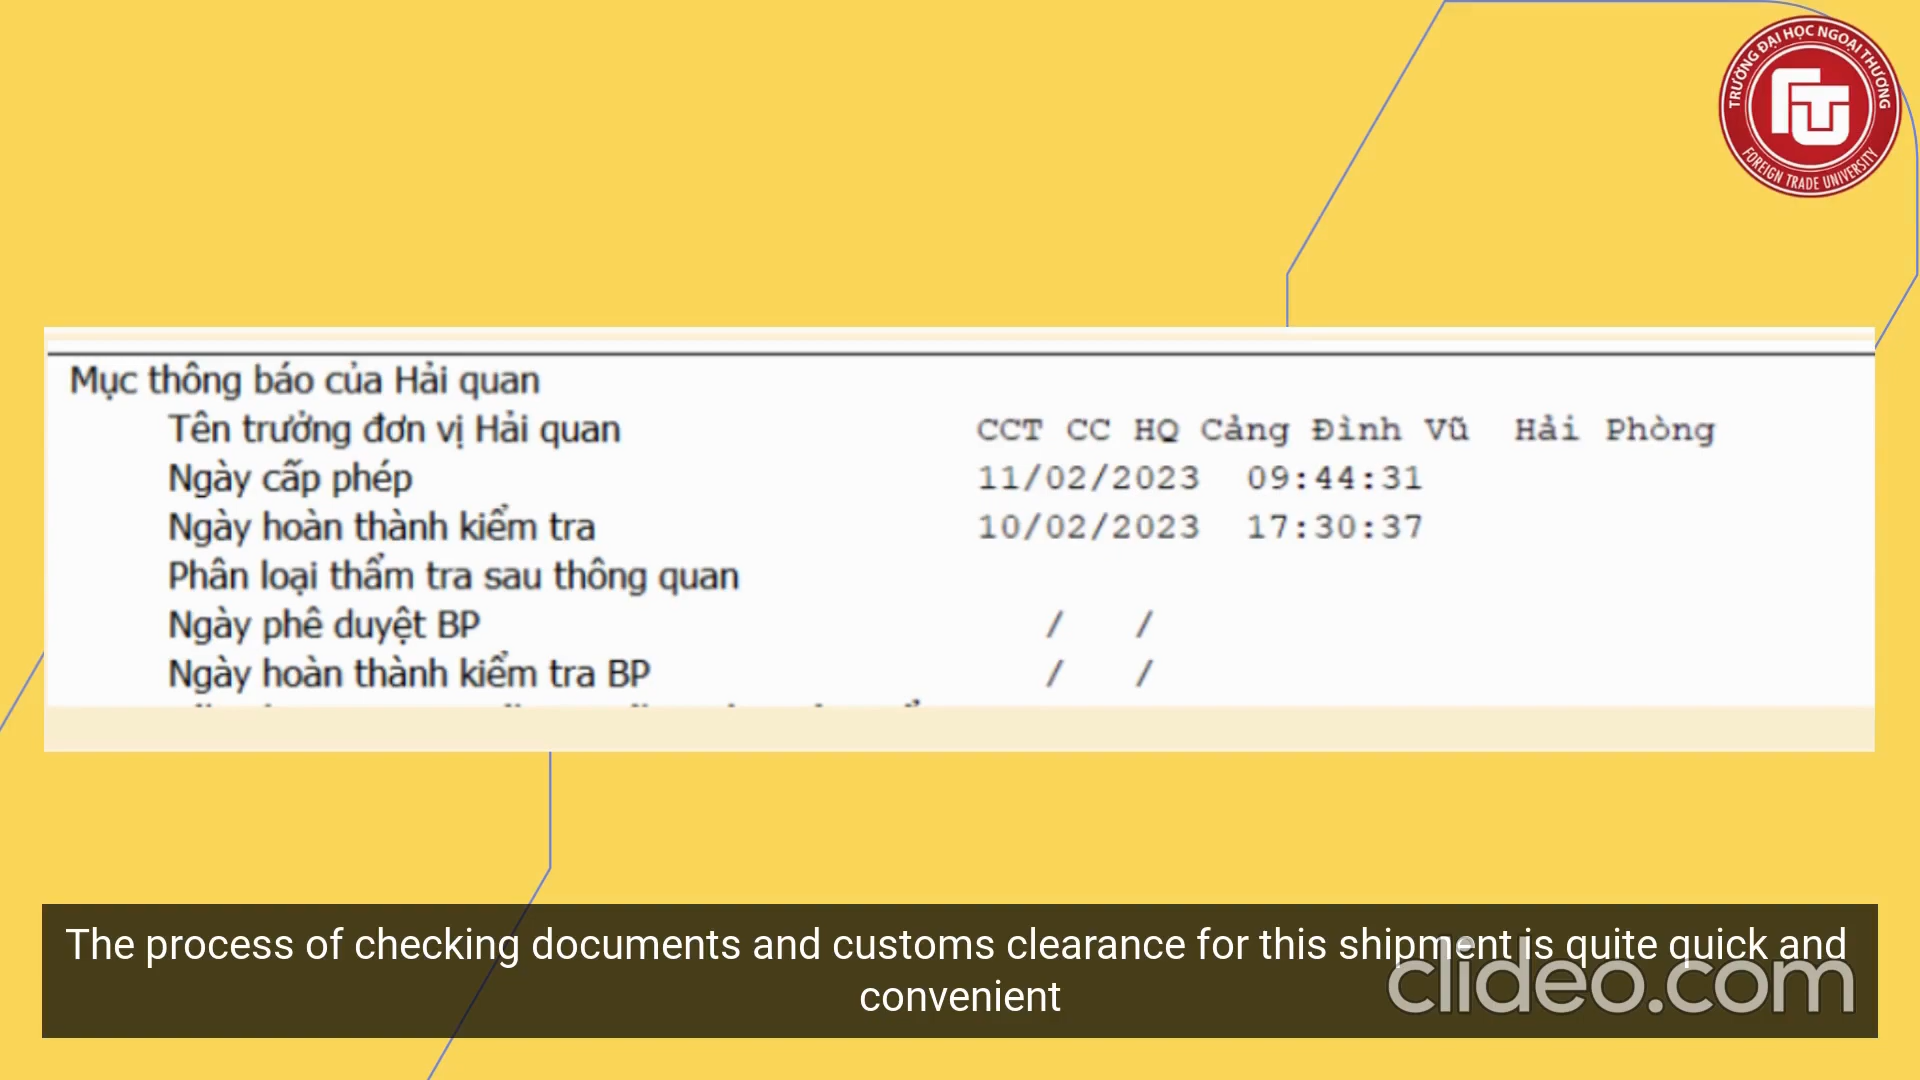 TRƯỜNG ĐẠI HỌC NGOẠI THƯƠNG
FTU
FOREIGN TRADE UNIVERSITY
Mục thông báo của Hải quan
Tên trưởng đơn vị Hải quan CCT CC HQ Cảng Đình Vũ Hải Phòng
Ngày cấp phép 11/02/2023 09:44:31
Ngày hoàn thành kiểm tra 10/02/2023 17:30:37
Phân loại thẩm tra sau thông quan
Ngày phê duyệt BP / /
Ngày hoàn thành kiểm tra BP / /
The process of checking documents and customs clearance for this shipment is quite quick and
convenient
clideo.com